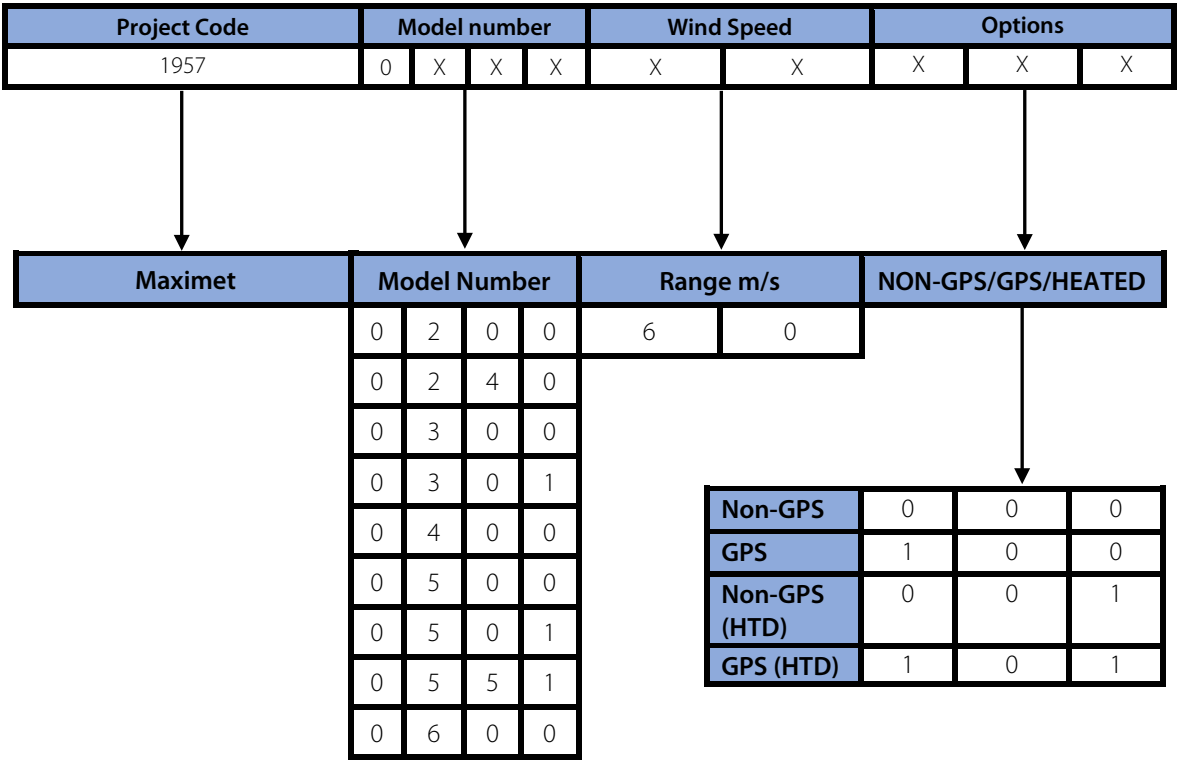 Project Code Model number Wind Speed Options
1957 0 X X X X X X X X
Maximet Model Number Range m/s NON-GPS/GPS/HEATED
0 2 0 0 6 0
0 2 4 0
0 3 0 0
0 3 0 1
0 4 0 0
0 5 0 0
0 5 0 1
0 5 5 1
0 6 0 0
Non-GPS 0 0 0
GPS 1 0 0
Non-GPS 0 0 1
(HTD)
GPS (HTD) 1 0 1